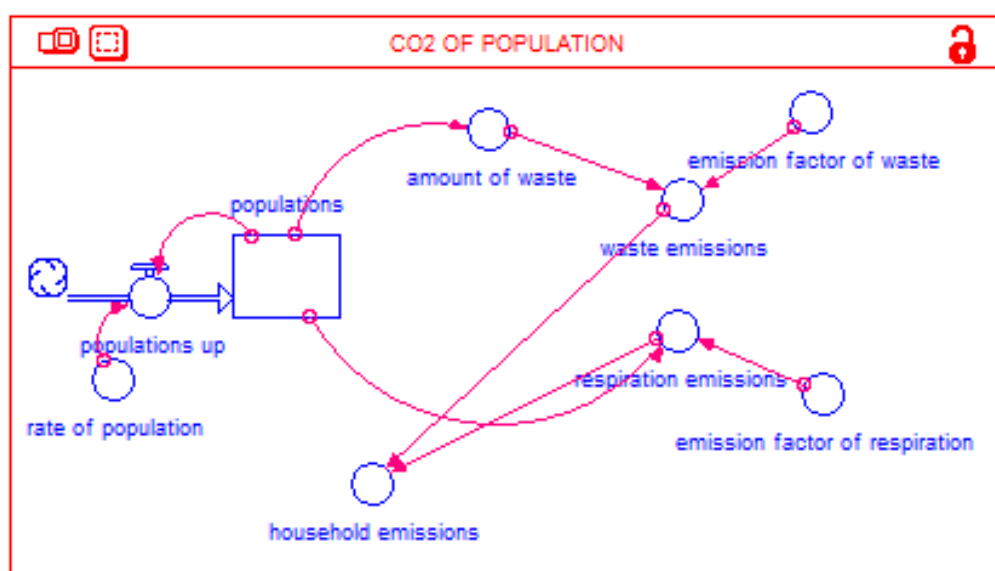 CO2 OF POPULATION
emission factor of waste
amount of waste
populations
waste emissions
populations up
respiration emissions
rate of population
emission factor of respiration
household emissions